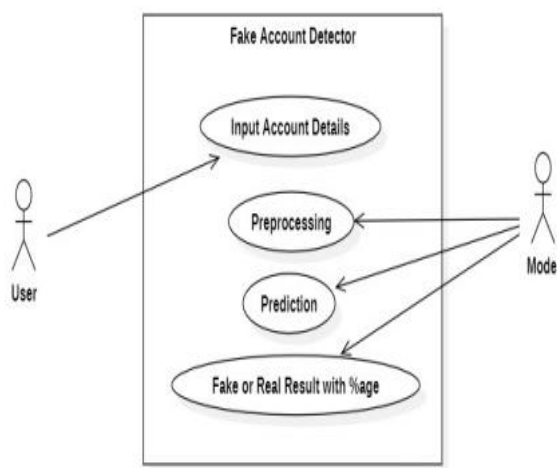 Fake Account Detector
Input Account Details
Preprocessing
User
Mode
Prediction
Fake or Real Result with %age